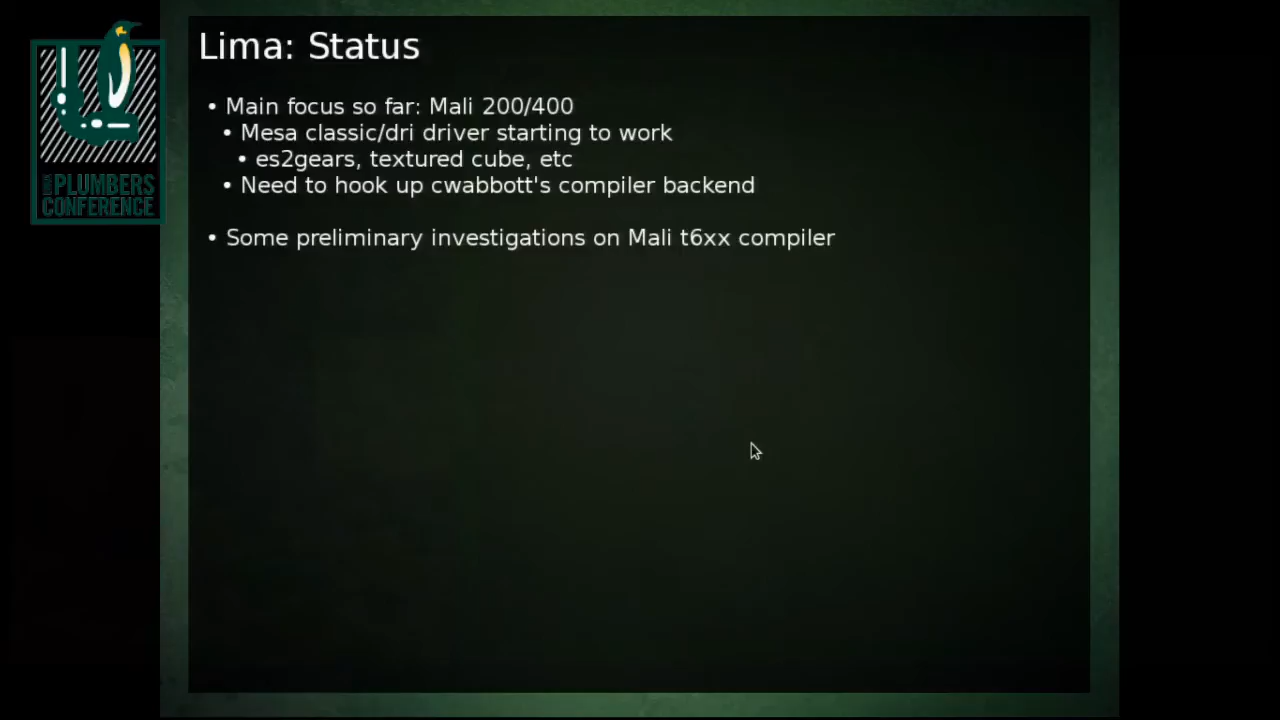 Lima: Status
• Main focus so far: Mali 200/400
• Mesa classic/dri driver starting to work
• es2gears, textured cube, etc
• Need to hook up cwabbott's compiler backend
• Some preliminary investigations on Mali t6xx compiler
LINUX PLUMBERS
CONFERENCE